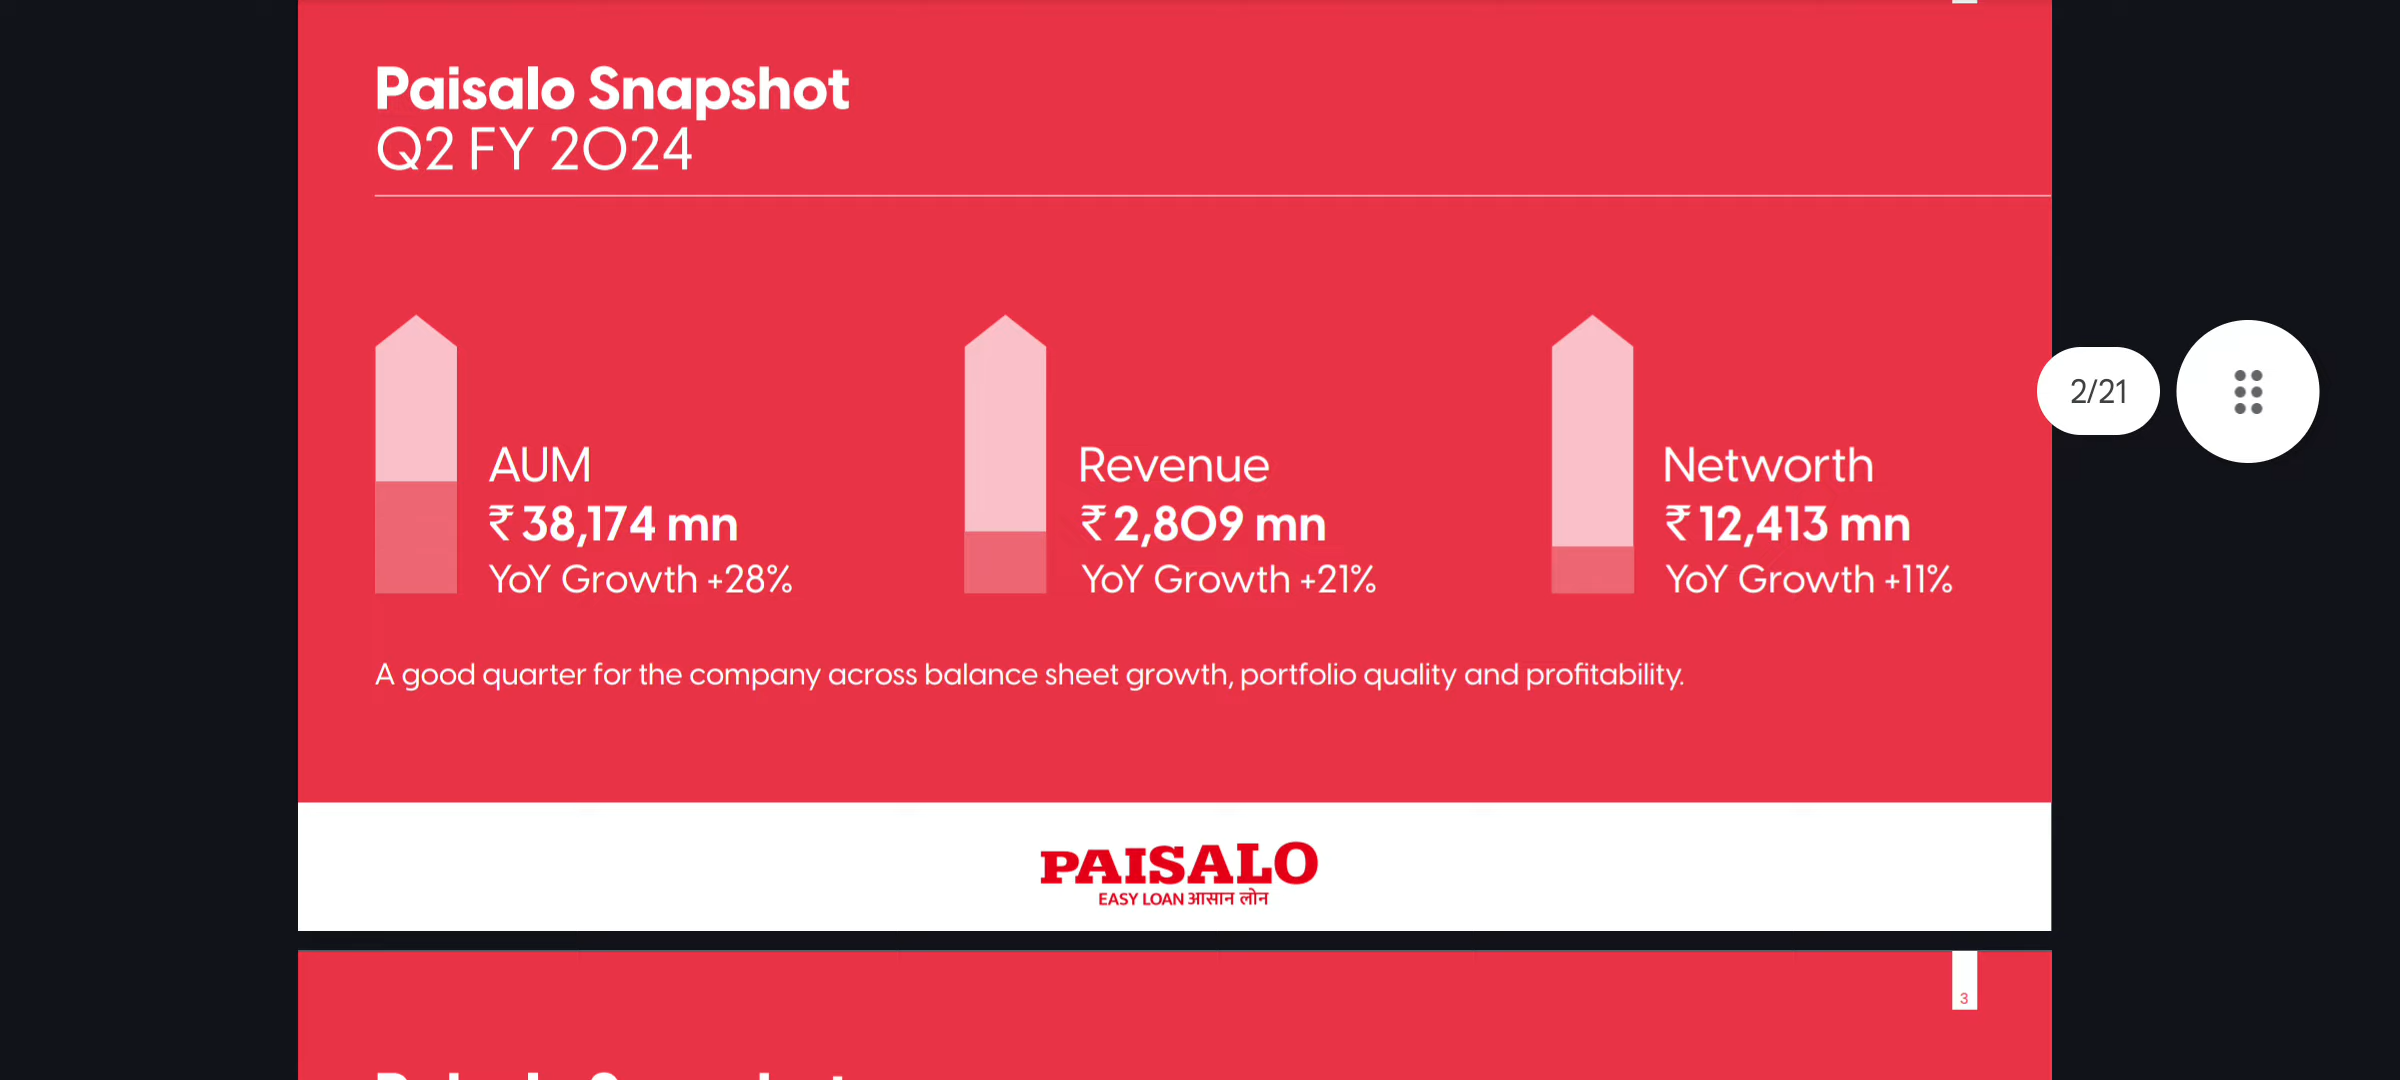 Paisalo Snapshot
Q2 FY 2024
AUM
₹ 38,174 mn
YoY Growth +28%
Revenue
₹ 2,809 mn
YoY Growth +21%
Networth
₹ 12,413 mn
YoY Growth +11%
2/21
A good quarter for the company across balance sheet growth, portfolio quality and profitability.
PAISALO
EASY LOAN आसान लोन
3